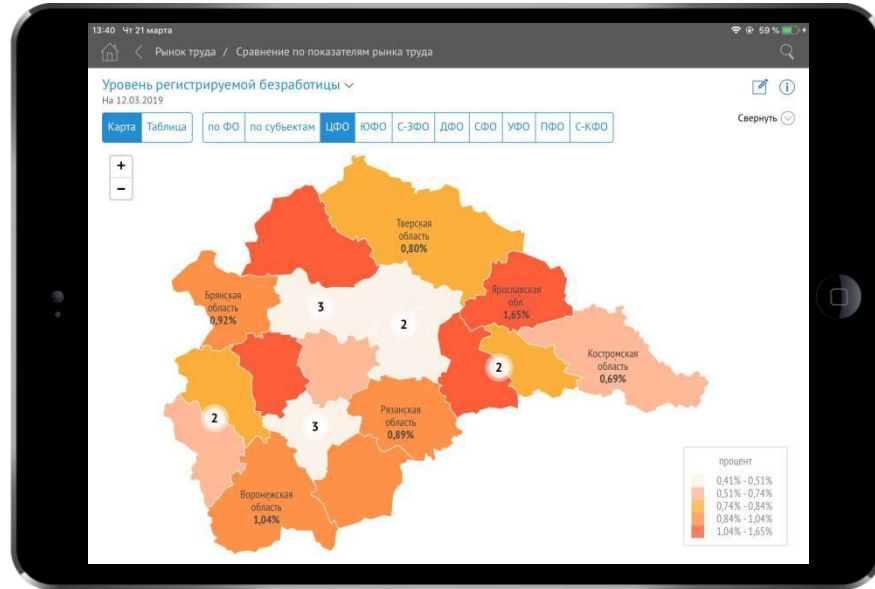 13:40 Чт 21 марта
59 %
Рынок труда / Сравнение по показателям рынка труда
Уровень регистрируемой безработицы
На 12.03.2019
Свернуть
Карта Таблица по ФО по субъектам ЦФО ЮФО С-ЗФО ДФО СФО УФО ПФО С-КФО
+
−
Тверская
область
0,80%
Брянская
область
0,92%
3
2
Ярославская
обл.
1,65%
Костромская
область
0,69%
2
2
3
Рязанская
область
0,89%
Воронежская
область
1,04%
процент
0,41% - 0,51%
0,51% - 0,74%
0,74% - 0,84%
0,84% - 1,04%
1,04% - 1,65%